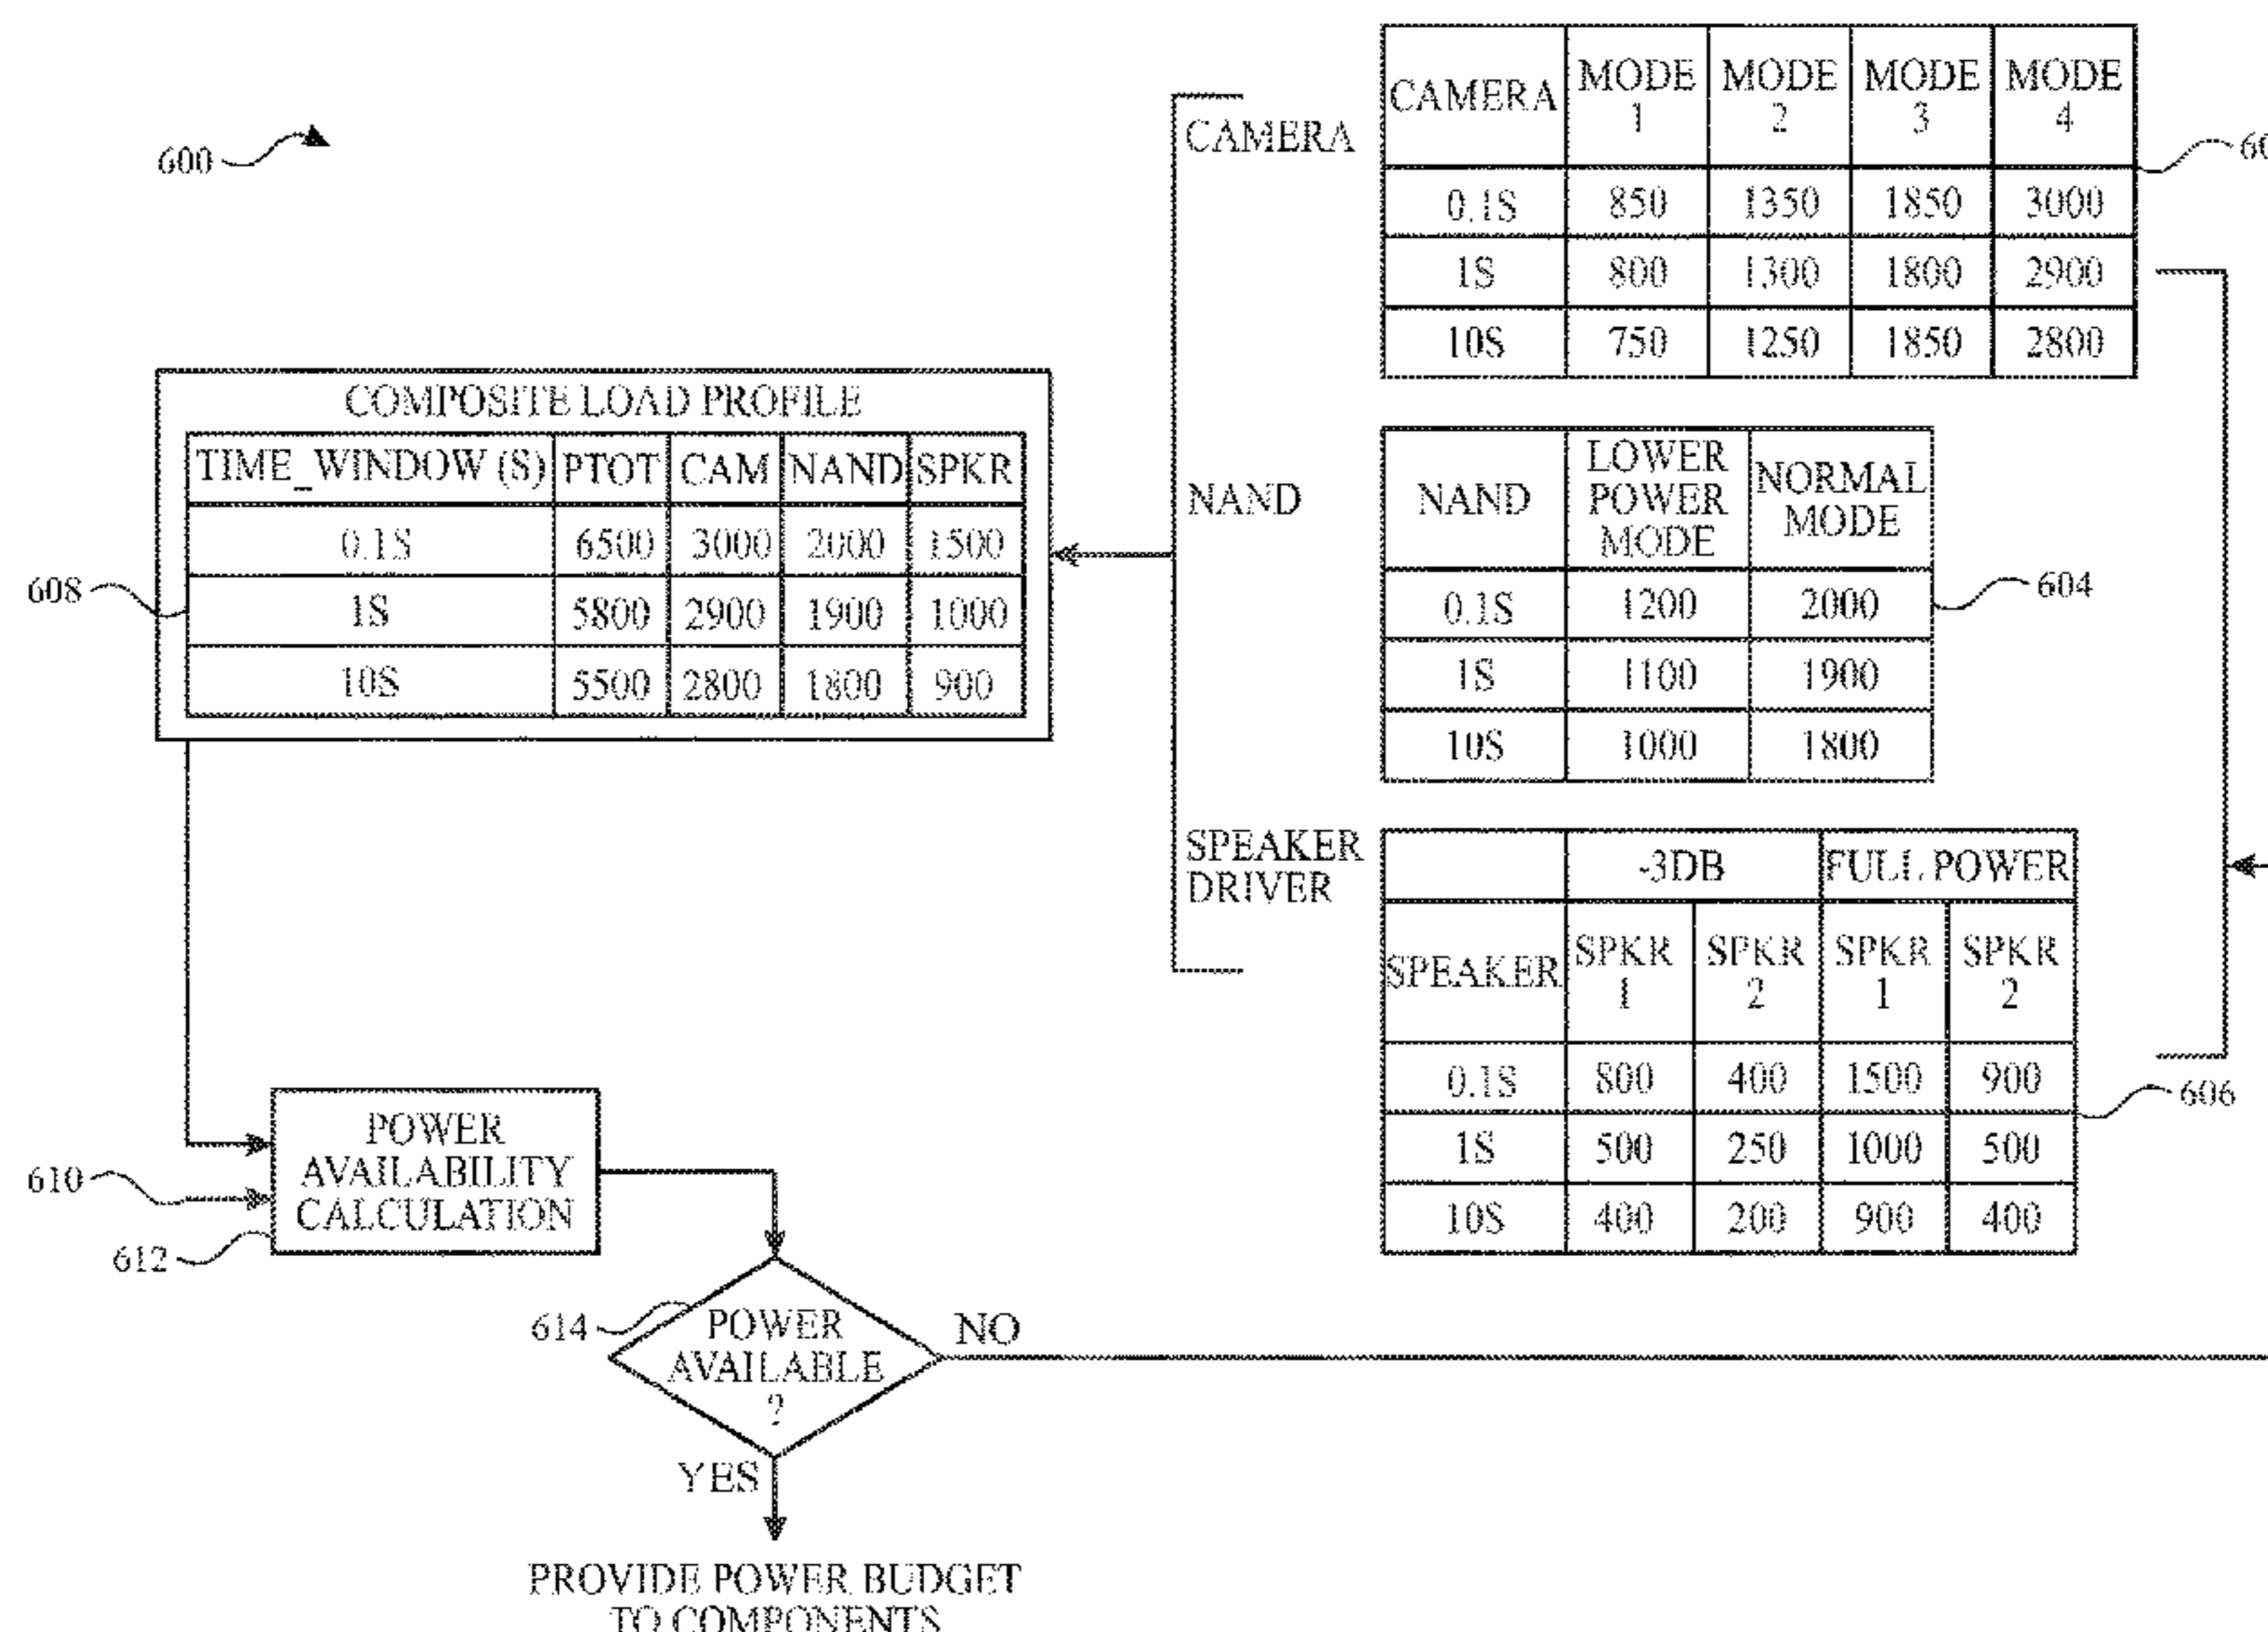 600
CAMERA
CAMERA MODE 1 MODE 2 MODE 3 MODE 4
0.1S 850 1350 1850 3000
1S 800 1300 1800 2900
10S 750 1250 1850 2800
COMPOSITE LOAD PROFILE
TIME_WINDOW (S) PTOT CAM NAND SPKR
0.1S 6500 3000 2000 1500
1S 5800 2900 1900 1000
10S 5500 2800 1800 900
608
NAND
NAND LOWER POWER MODE NORMAL MODE
0.1S 1200 2000
1S 1100 1900
10S 1000 1800
604
SPEAKER
DRIVER
-3DB FULL POWER
SPEAKER SPKR 1 SPKR 2 SPKR 1 SPKR 2
0.1S 800 400 1500 900
1S 500 250 1000 500
10S 400 200 900 400
606
POWER
AVAILABILITY
CALCULATION
610
612
614
POWER
AVAILABLE
?
NO
YES
PROVIDE POWER BUDGET
TO COMPONENTS